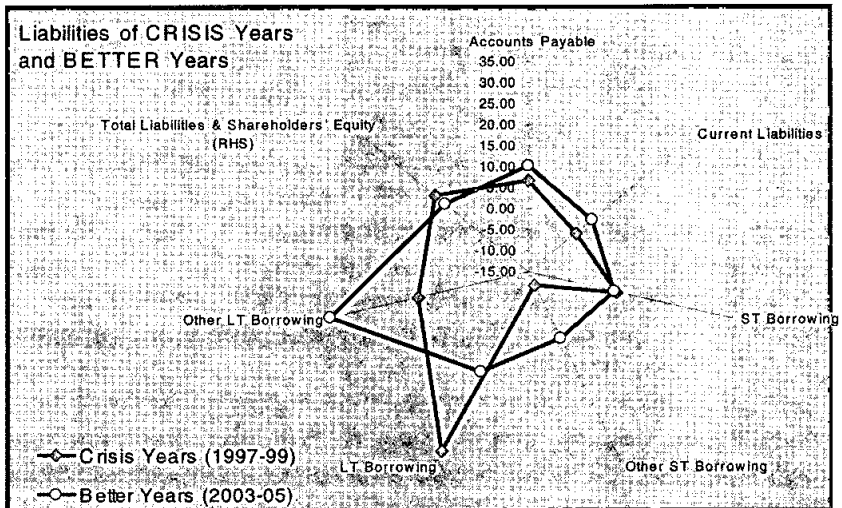 Liabilities of CRISIS Years
and BETTER Years
Accounts Payable
35.00
30.00
25.00
20.00
15.00
10.00
5.00
0.00
-5.00
-10.00
-15.00
Total Liabilities & Shareholders' Equity
(RHS)
Current Liabilities
Other LT Borrowing
ST Borrowing
LT Borrowing
Other ST Borrowing
Crisis Years (1997-99)
Better Years (2003-05)